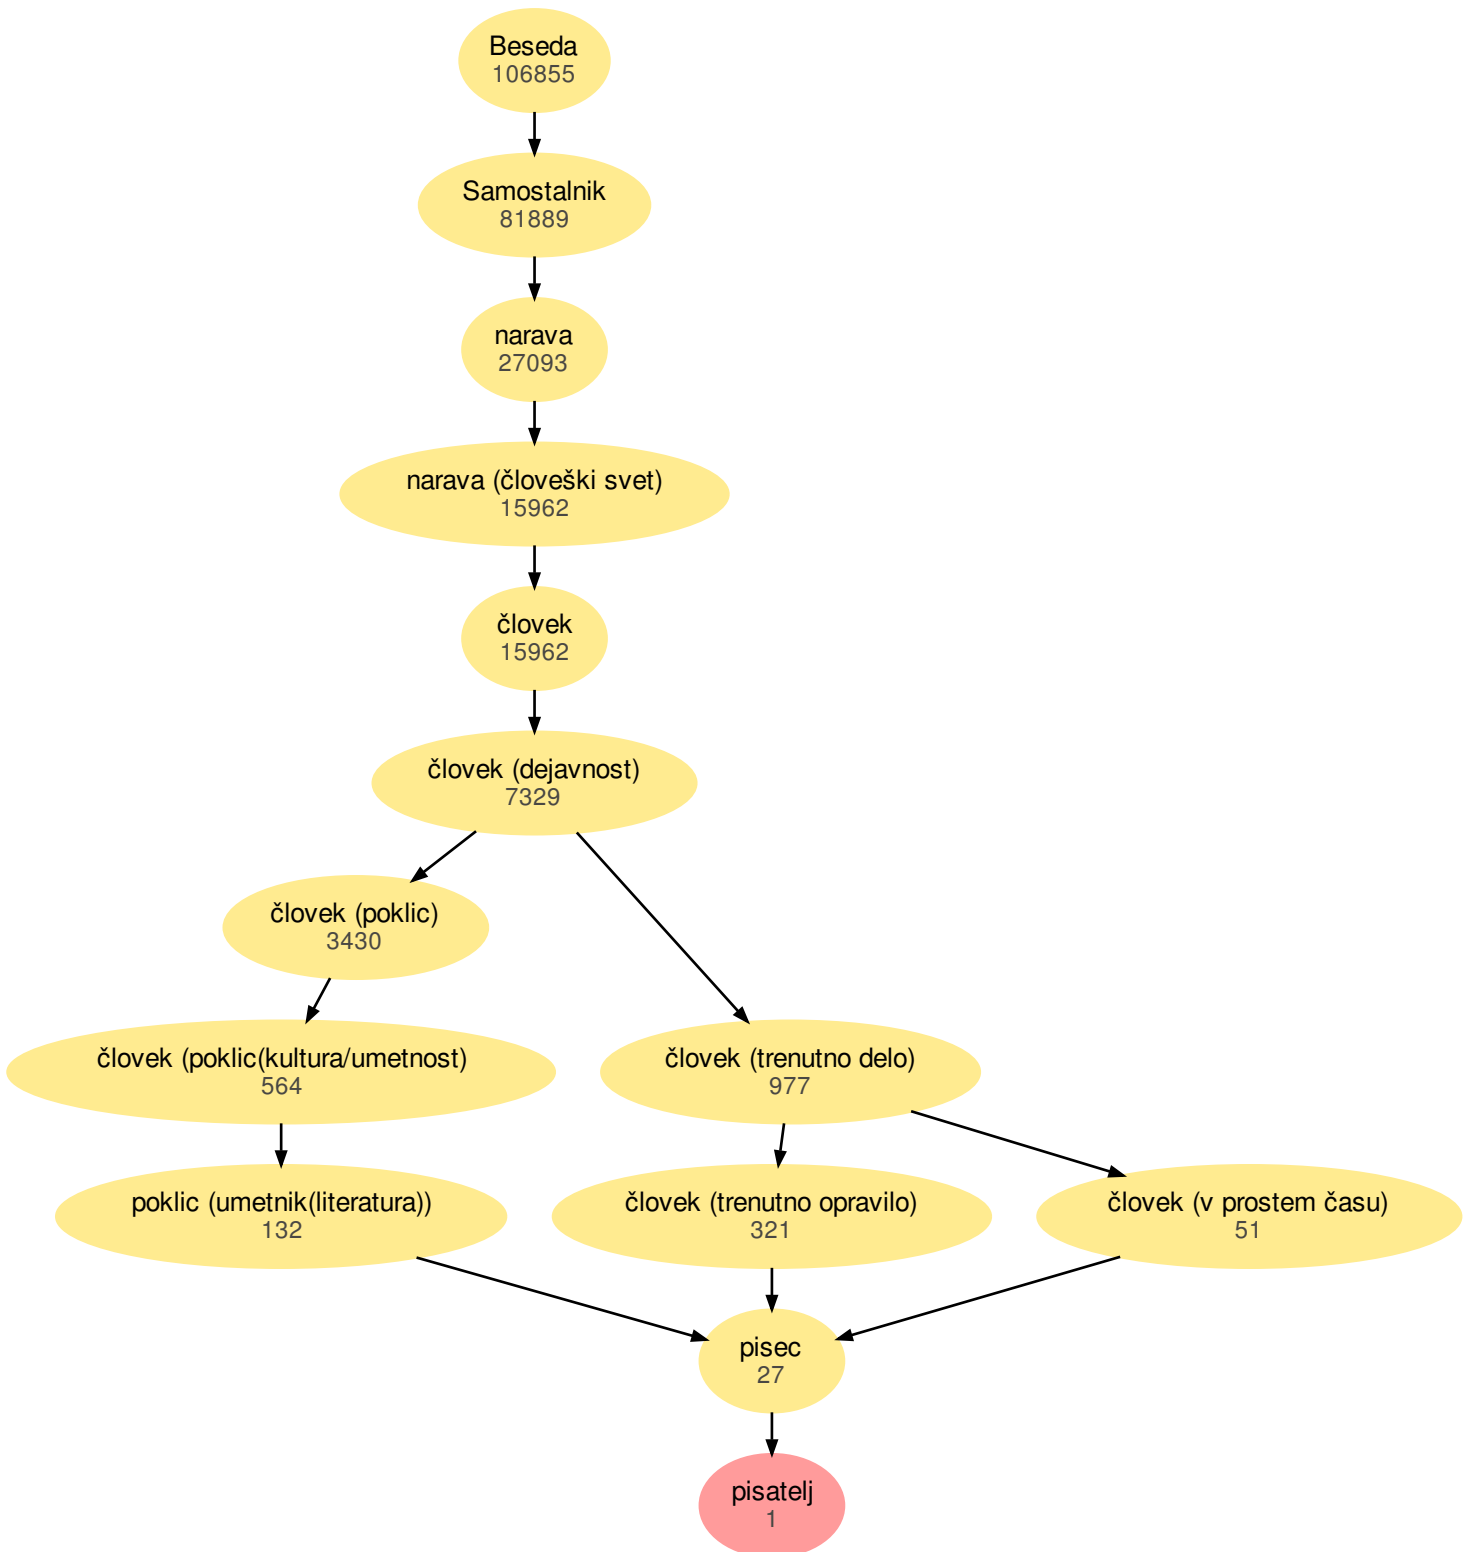 Beseda
106855
Samostalnik
81889
narava
27093
narava (človeški svet)
15962
človek
15962
človek (dejavnost)
7329
človek (poklic)
3430
človek (poklic(kultura/umetnost)
564
človek (trenutno delo)
977
poklic (umetnik(literatura))
132
človek (trenutno opravilo)
321
človek (v prostem času)
51
pisec
27
pisatelj
1